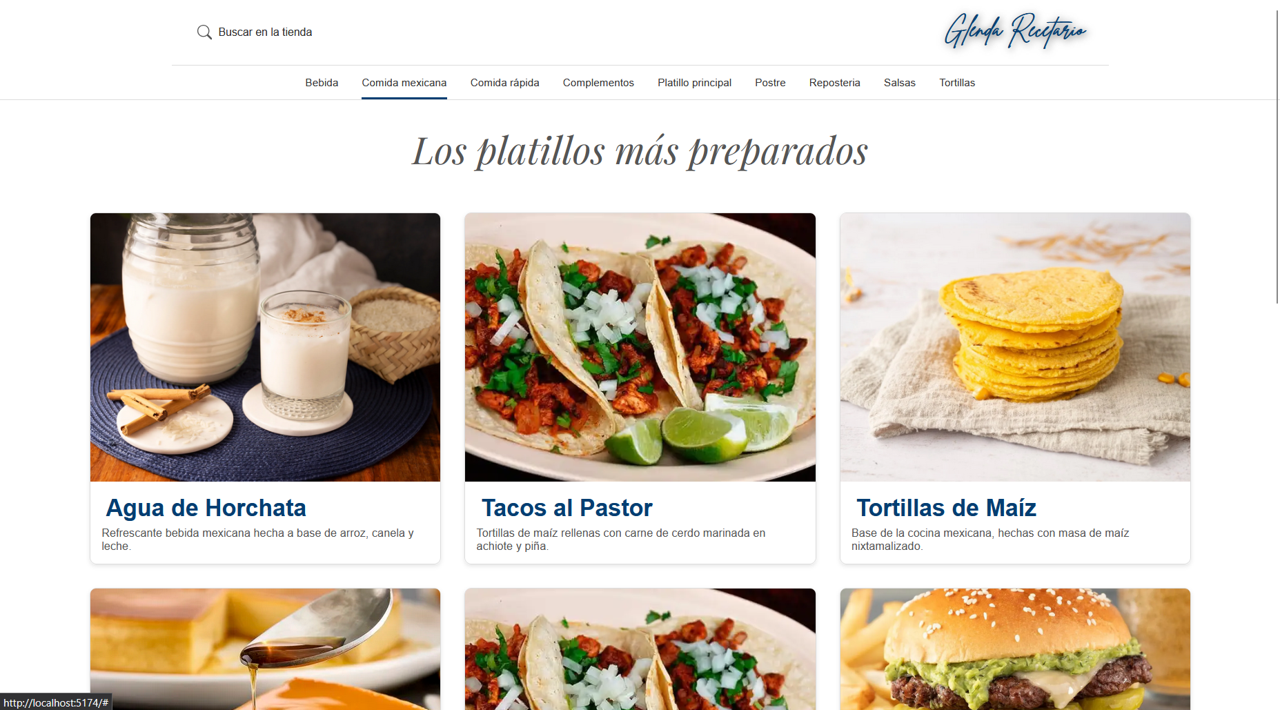 Buscar en la tienda
Glenda Recetario
Bebida Comida mexicana Comida rápida Complementos Platillo principal Postre Reposteria Salsas Tortillas
Los platillos más preparados
Agua de Horchata
Refrescante bebida mexicana hecha a base de arroz, canela y
leche.
Tacos al Pastor
Tortillas de maíz rellenas con carne de cerdo marinada en
achiote y piña.
Tortillas de Maíz
Base de la cocina mexicana, hechas con masa de maíz
nixtamalizado.
http://localhost:5174/#